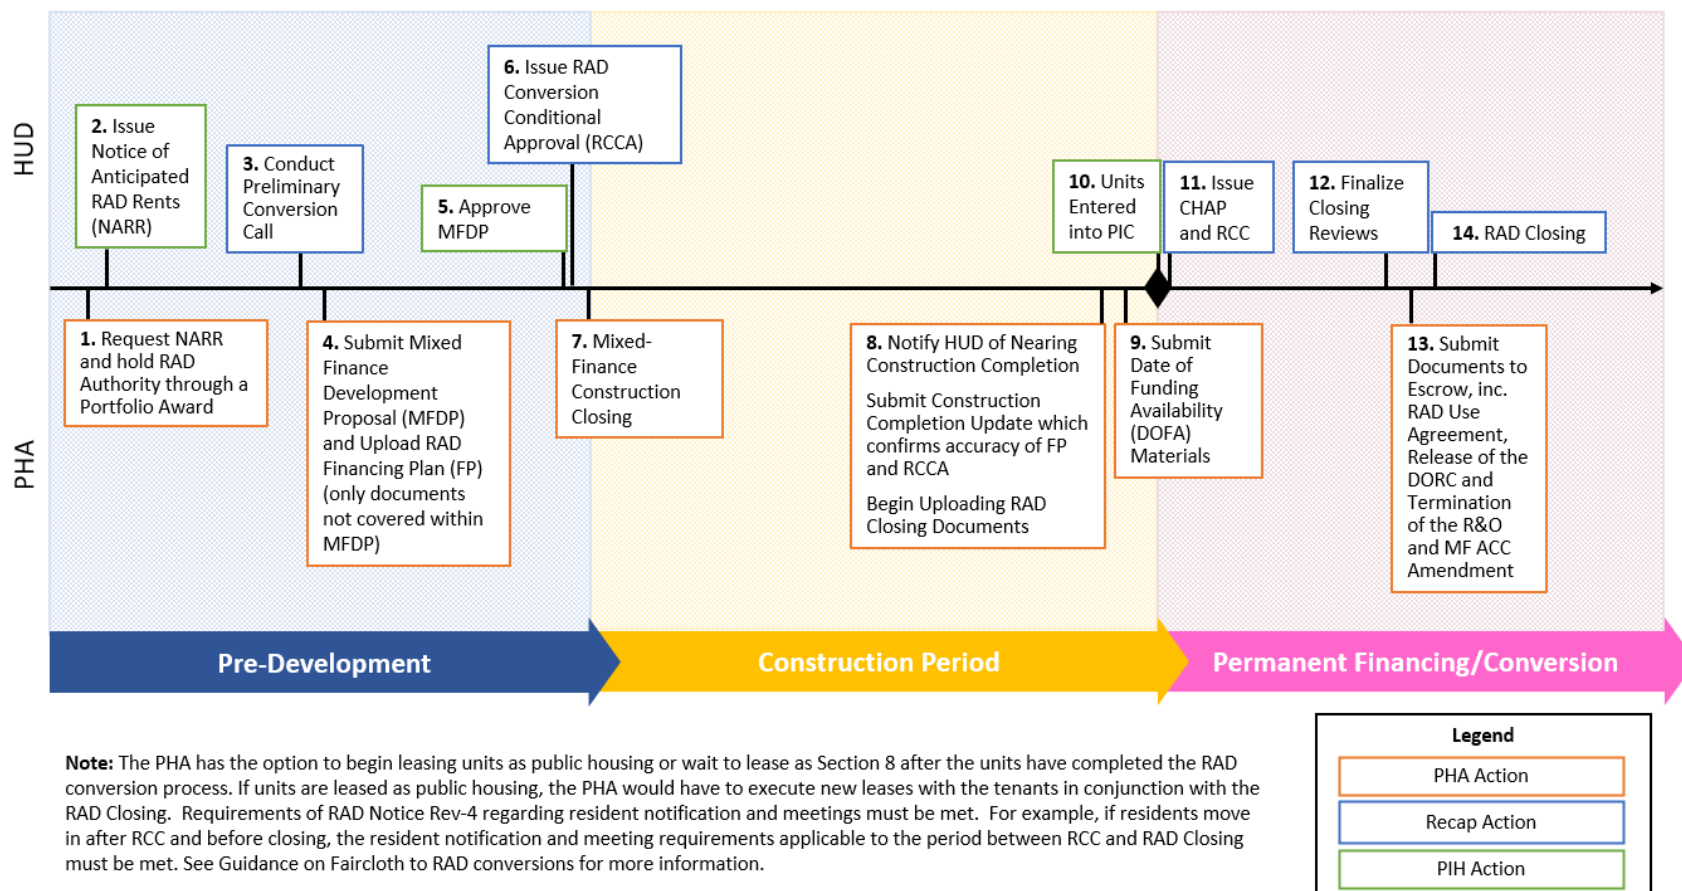 HUD
PHA
2. Issue
Notice of
Anticipated
RAD Rents
(NARR)
3. Conduct
Preliminary
Conversion
Call
5. Approve
MFDP
6. Issue RAD
Conversion
Conditional
Approval (RCCA)
10. Units
Entered
into PIC
11. Issue
CHAP
and RCC
12. Finalize
Closing
Reviews
14. RAD Closing
1. Request NARR
and hold RAD
Authority through a
Portfolio Award
4. Submit Mixed
Finance
Development
Proposal (MFDP)
and Upload RAD
Financing Plan (FP)
(only documents
not covered within
MFDP)
7. Mixed-
Finance
Construction
Closing
8. Notify HUD of Nearing
Construction Completion
Submit Construction
Completion Update which
confirms accuracy of FP
and RCCA
Begin Uploading RAD
Closing Documents
9. Submit
Date of
Funding
Availability
(DOFA)
Materials
13. Submit
Documents to
Escrow, inc.
RAD Use
Agreement,
Release of the
DORC and
Termination
of the R&O
and MF ACC
Amendment
Pre-Development
Construction Period
Permanent Financing/Conversion
Note: The PHA has the option to begin leasing units as public housing or wait to lease as Section 8 after the units have completed the RAD
conversion process. If units are leased as public housing, the PHA would have to execute new leases with the tenants in conjunction with the
RAD Closing.  Requirements of RAD Notice Rev-4 regarding resident notification and meetings must be met.  For example, if residents move
in after RCC and before closing, the resident notification and meeting requirements applicable to the period between RCC and RAD Closing
must be met. See Guidance on Faircloth to RAD conversions for more information.
Legend
PHA Action
Recap Action
PIH Action